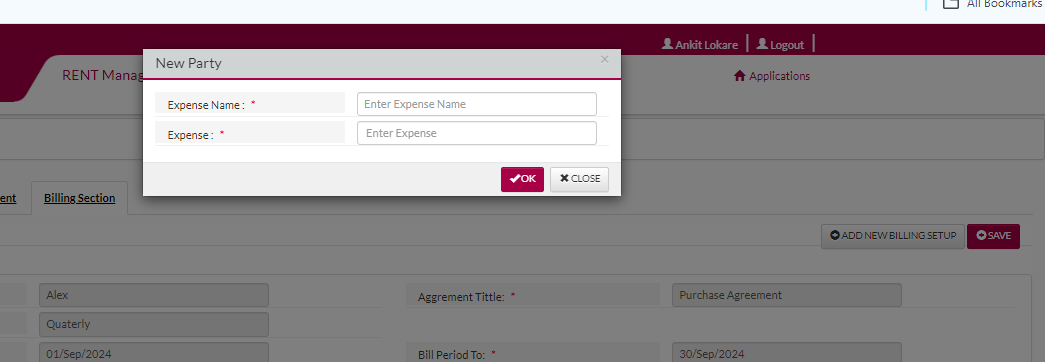 All Bookmarks
Ankit Lokare | Logout |
RENT Manag
Applications
New Party ×
Expense Name : * Enter Expense Name
Expense : * Enter Expense
OK CLOSE
ent Billing Section
ADD NEW BILLING SETUP SAVE
Alex Aggrement Tittle: * Purchase Agreement
Quaterly
01/Sep/2024 Bill Period To: * 30/Sep/2024